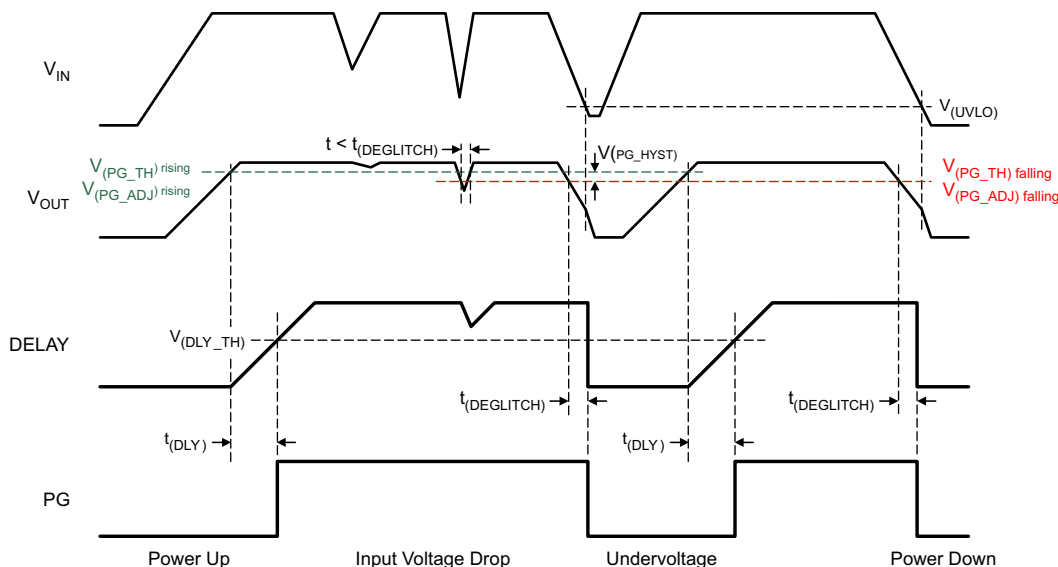 V_IN
V_(UVLO)
t < t_(DEGLITCH)
V_(PG_HYST)
V_(PG_TH) rising
V_(PG_ADJ) rising
V_(PG_TH) falling
V_(PG_ADJ) falling
V_OUT
V_(DLY_TH)
DELAY
t_(DEGLITCH)
t_(DEGLITCH)
t_(DLY)
t_(DLY)
PG
Power Up
Input Voltage Drop
Undervoltage
Power Down